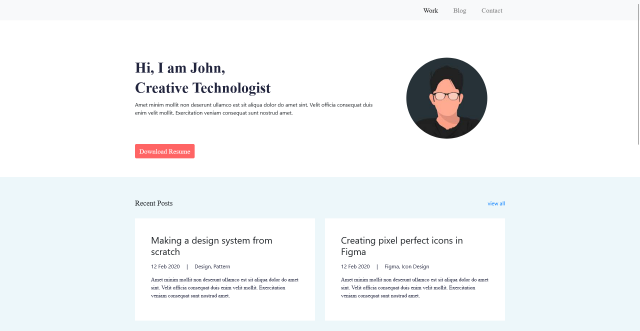 Work Blog Contact
Hi, I am John,
Creative Technologist
Amet minim mollit non deserunt ullamco est sit aliqua dolor do amet sint. Velit officia consequat duis
enim velit mollit. Exercitation veniam consequat sunt nostrud amet.
Download Resume
Recent Posts
view all
Making a design system from
scratch
12 Feb 2020 | Design, Pattern
Amet minim mollit non deserunt ullamco est sit aliqua dolor do amet
sint. Velit officia consequat duis enim velit mollit. Exercitation
veniam consequat sunt nostrud amet.
Creating pixel perfect icons in
Figma
12 Feb 2020 | Figma, Icon Design
Amet minim mollit non deserunt ullamco est sit aliqua dolor do amet
sint. Velit officia consequat duis enim velit mollit. Exercitation
veniam consequat sunt nostrud amet.